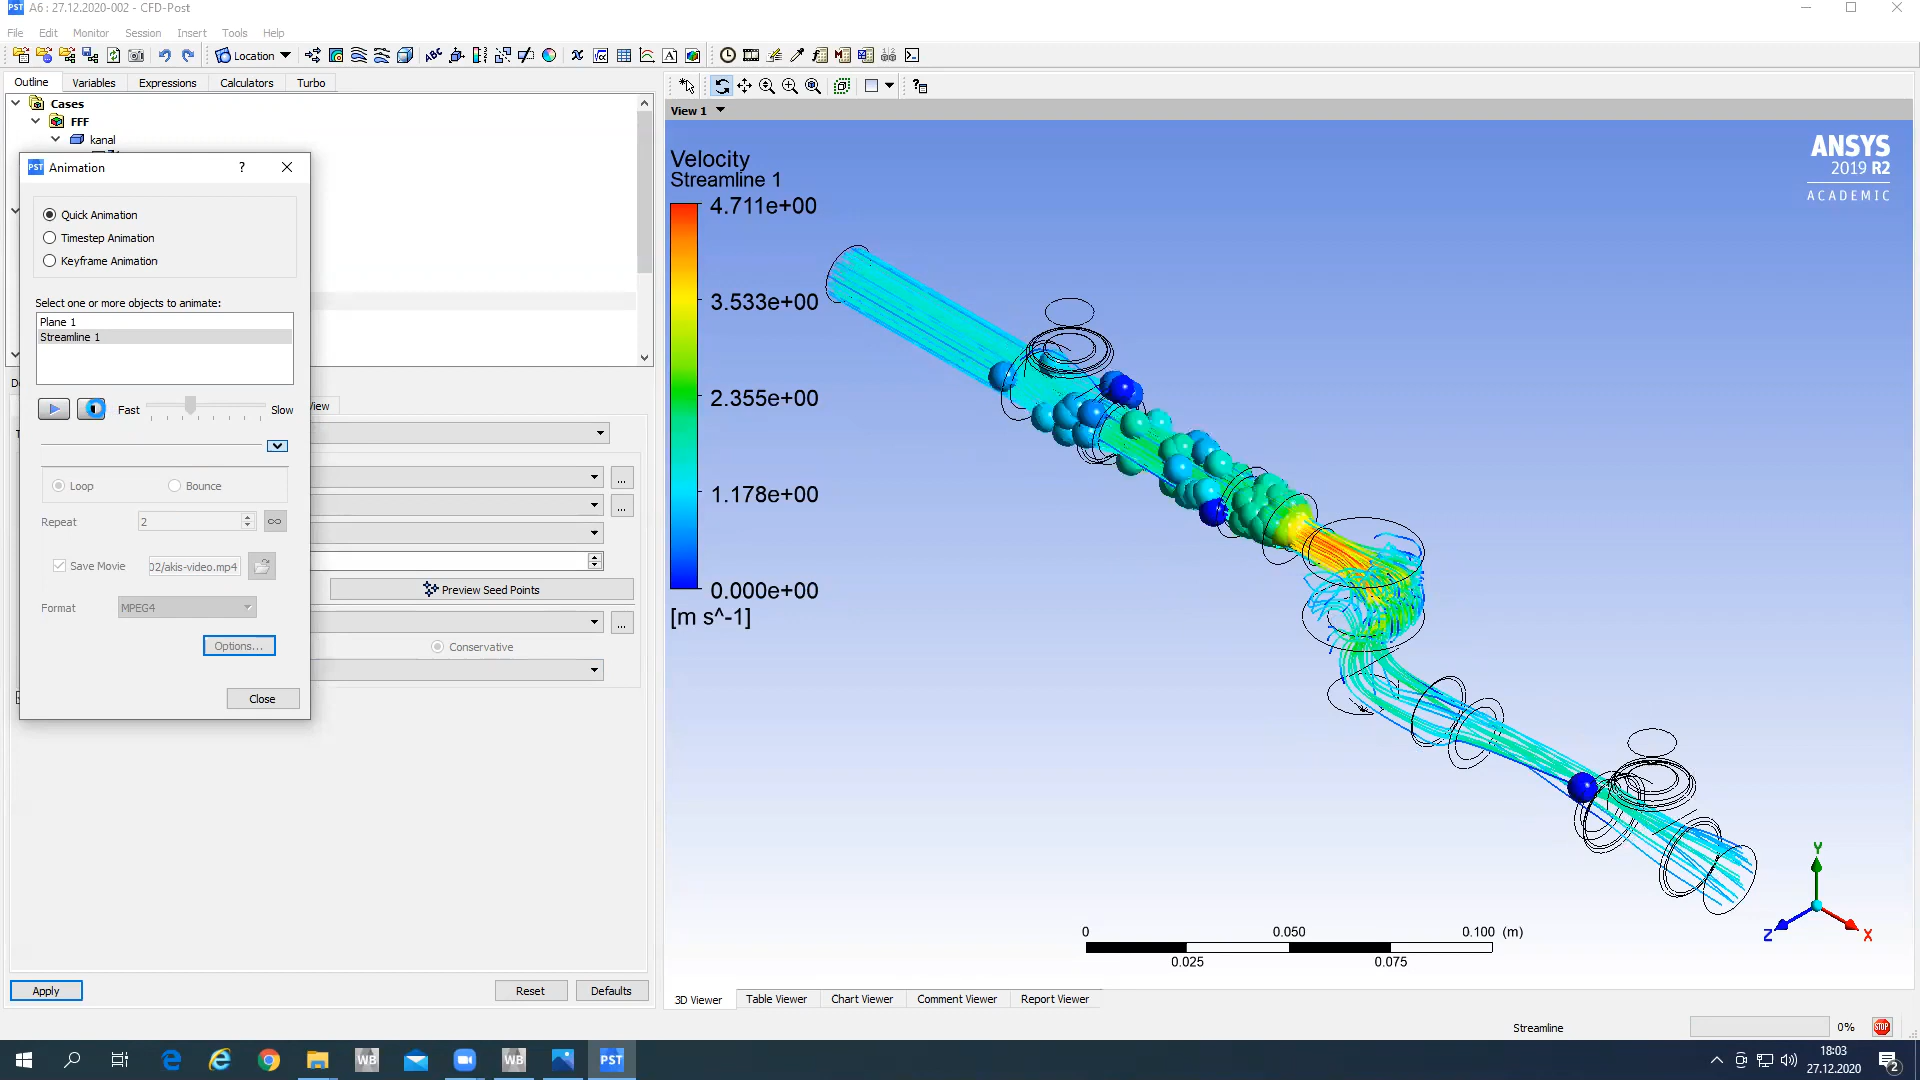 A6 : 27.12.2020-002 - CFD-Post
File Edit Monitor Session Insert Tools Help
Location
Outline Variables Expressions Calculators Turbo
Cases
FFF
kanal
PST Animation ?
Quick Animation
Timestep Animation
Keyframe Animation
Select one or more objects to animate:
Plane 1
Streamline 1
Fast Slow
Loop Bounce
Repeat 2
Save Movie 02/akis-video.mp4
Format MPEG4
Options...
Close
View
...
...
Preview Seed Points
...
Conservative
Apply Reset Defaults
View 1
Velocity
Streamline 1
4.711e+00
3.533e+00
2.355e+00
1.178e+00
0.000e+00
[m s^-1]
ANSYS
2019 R2
ACADEMIC
0 0.050 0.100 (m)
0.025 0.075
Y
Z X
3D Viewer Table Viewer Chart Viewer Comment Viewer Report Viewer
Streamline 0% STOP
WB WB PST
18:03
27.12.2020
2